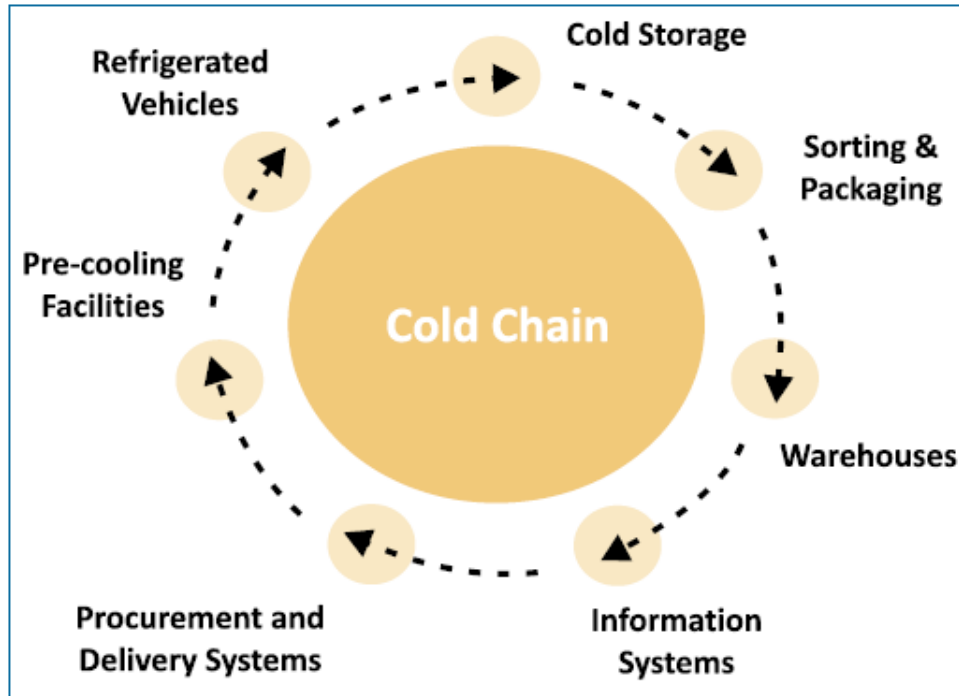 Cold Storage
Refrigerated
Vehicles
Sorting &
Packaging
Pre-cooling
Facilities
Cold Chain
Warehouses
Procurement and
Delivery Systems
Information
Systems